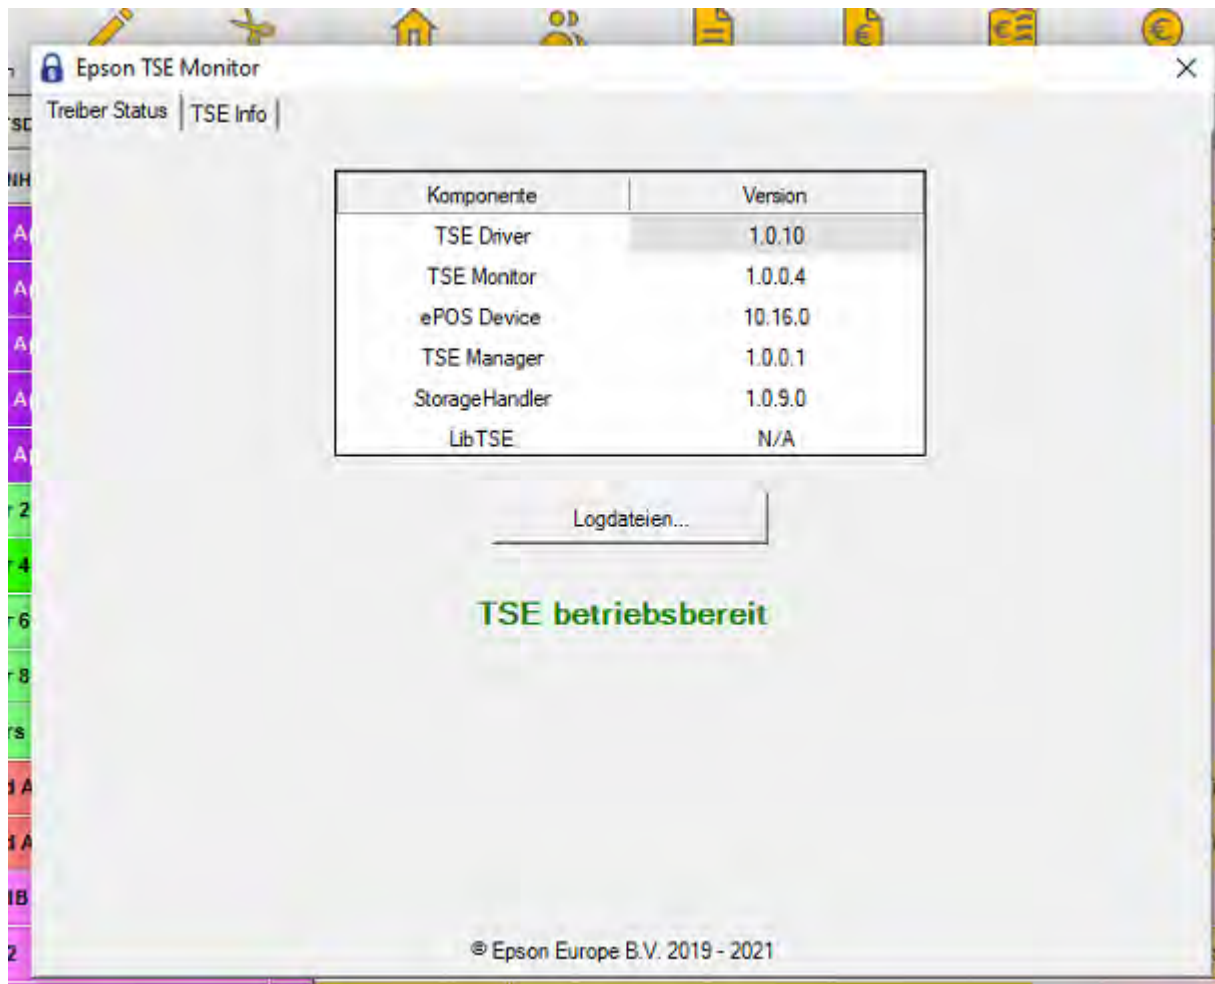 Epson TSE Monitor
Treiber Status TSE Info
Komponente Version
TSE Driver 1.0.10
TSE Monitor 1.0.0.4
ePOS Device 10.16.0
TSE Manager 1.0.0.1
StorageHandler 1.0.9.0
LibTSE N/A
Logdateien...
TSE betriebsbereit
© Epson Europe B.V. 2019 - 2021